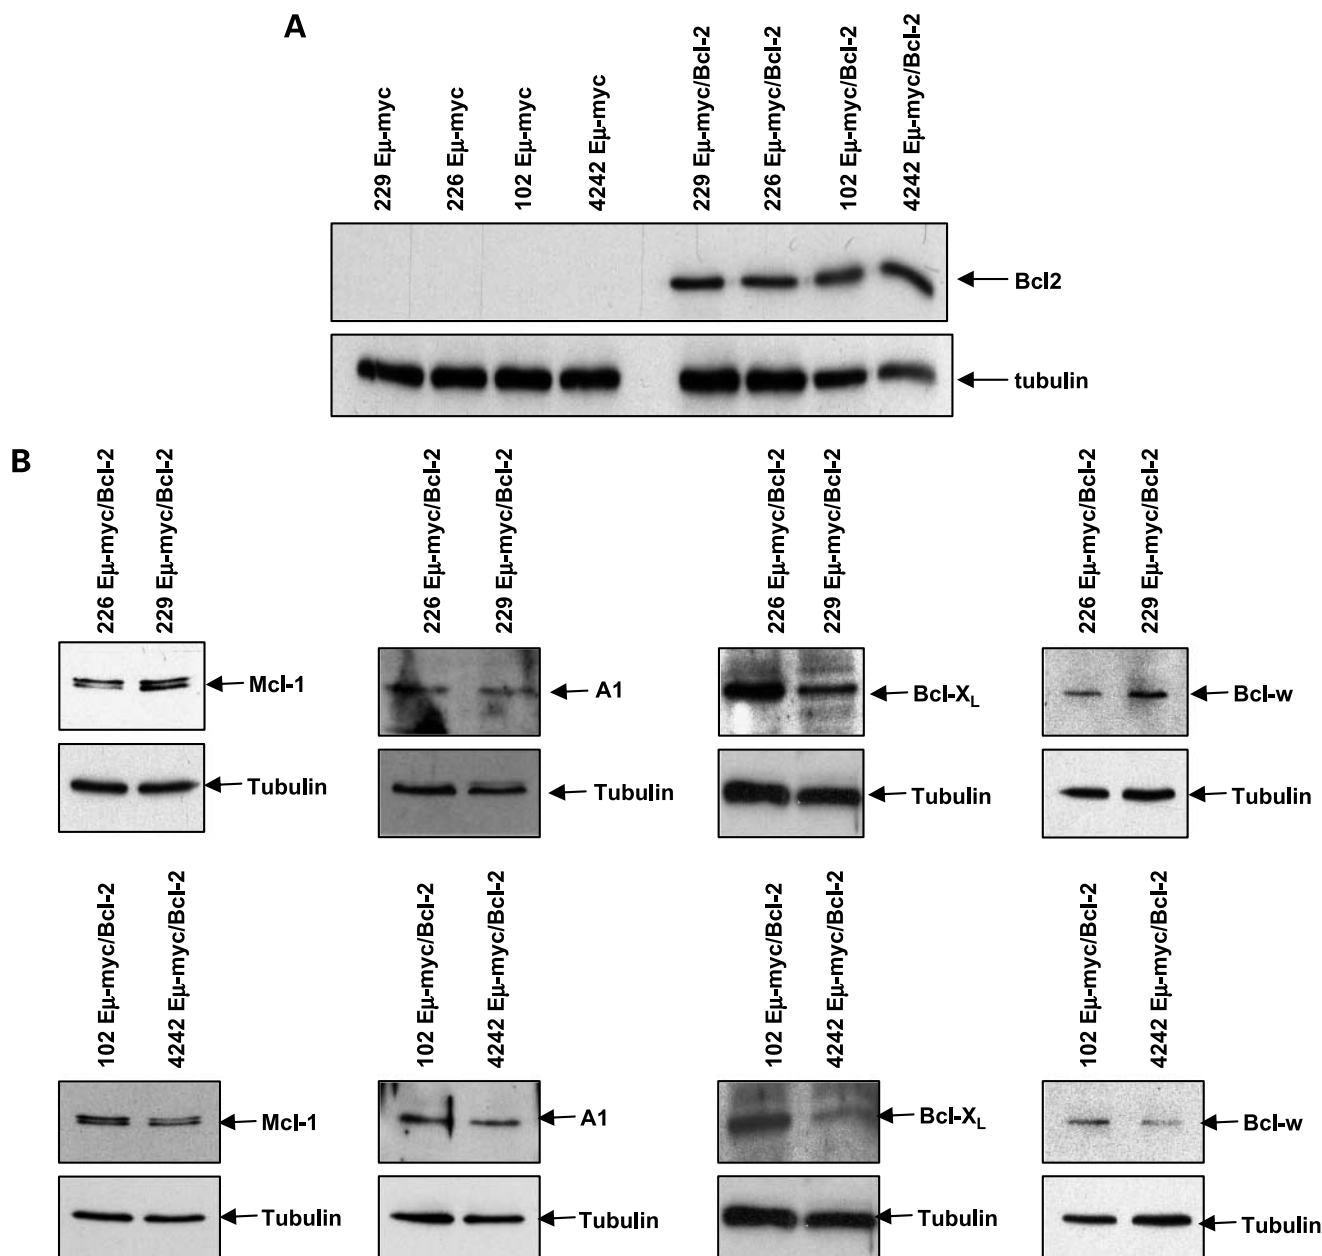 A
229 Eμ-myc
226 Eμ-myc
102 Eμ-myc
4242 Eμ-myc
229 Eμ-myc/Bcl-2
226 Eμ-myc/Bcl-2
102 Eμ-myc/Bcl-2
4242 Eμ-myc/Bcl-2
Bcl2
tubulin
B
226 Eμ-myc/Bcl-2
229 Eμ-myc/Bcl-2
226 Eμ-myc/Bcl-2
229 Eμ-myc/Bcl-2
226 Eμ-myc/Bcl-2
229 Eμ-myc/Bcl-2
226 Eμ-myc/Bcl-2
229 Eμ-myc/Bcl-2
Mcl-1
A1
Bcl-XL
Bcl-w
Tubulin
Tubulin
Tubulin
Tubulin
102 Eμ-myc/Bcl-2
4242 Eμ-myc/Bcl-2
102 Eμ-myc/Bcl-2
4242 Eμ-myc/Bcl-2
102 Eμ-myc/Bcl-2
4242 Eμ-myc/Bcl-2
102 Eμ-myc/Bcl-2
4242 Eμ-myc/Bcl-2
Mcl-1
A1
Bcl-XL
Bcl-w
Tubulin
Tubulin
Tubulin
Tubulin